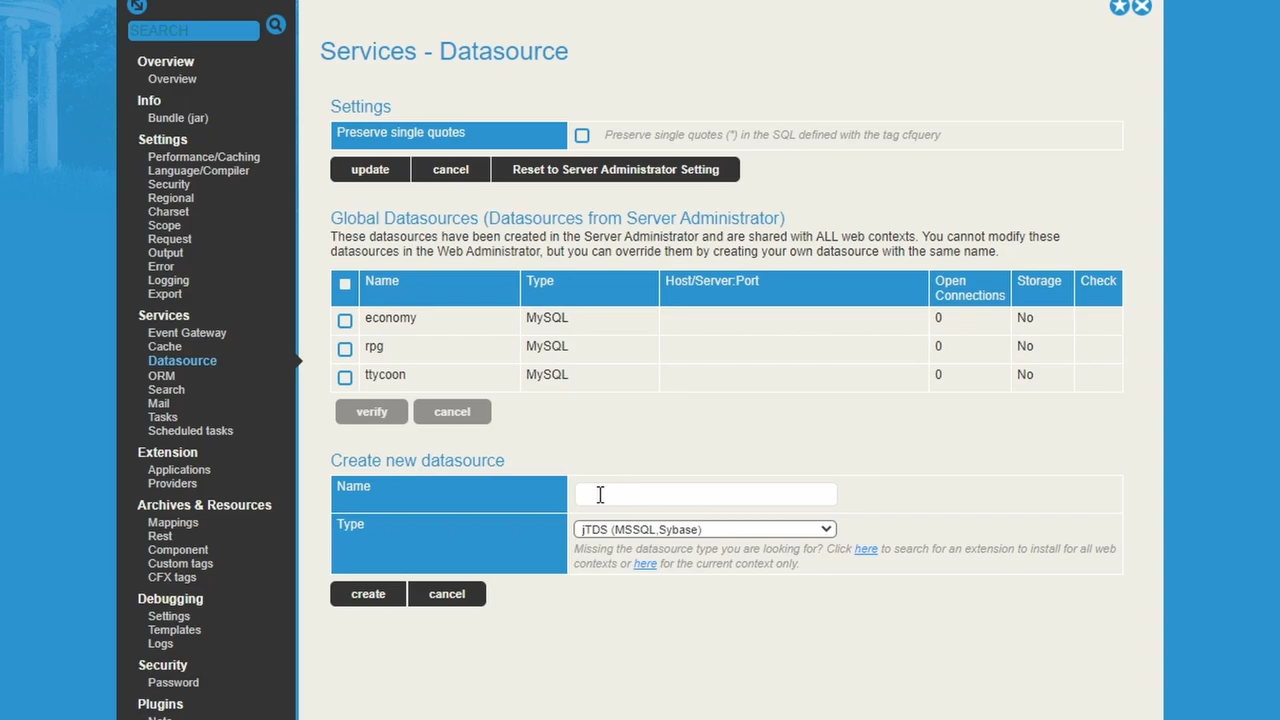 SEARCH
Overview
Overview
Info
Bundle (jar)
Settings
Performance/Caching
Language/Compiler
Security
Regional
Charset
Scope
Request
Output
Error
Logging
Export
Services
Event Gateway
Cache
Datasource
ORM
Search
Mail
Tasks
Scheduled tasks
Extension
Applications
Providers
Archives & Resources
Mappings
Rest
Component
Custom tags
CFX tags
Debugging
Settings
Templates
Logs
Security
Password
Plugins
Services - Datasource
Settings
Preserve single quotes
Preserve single quotes (") in the SQL defined with the tag cfquery
update cancel Reset to Server Administrator Setting
Global Datasources (Datasources from Server Administrator)
These datasources have been created in the Server Administrator and are shared with ALL web contexts. You cannot modify these
datasources in the Web Administrator, but you can override them by creating your own datasource with the same name.
Name Type Host/Server:Port Open Connections Storage Check
economy MySQL 0 No
rpg MySQL 0 No
ttycoon MySQL 0 No
verify cancel
Create new datasource
Name
Type jTDS (MSSQL,Sybase)
Missing the datasource type you are looking for? Click here to search for an extension to install for all web
contexts or here for the current context only.
create cancel